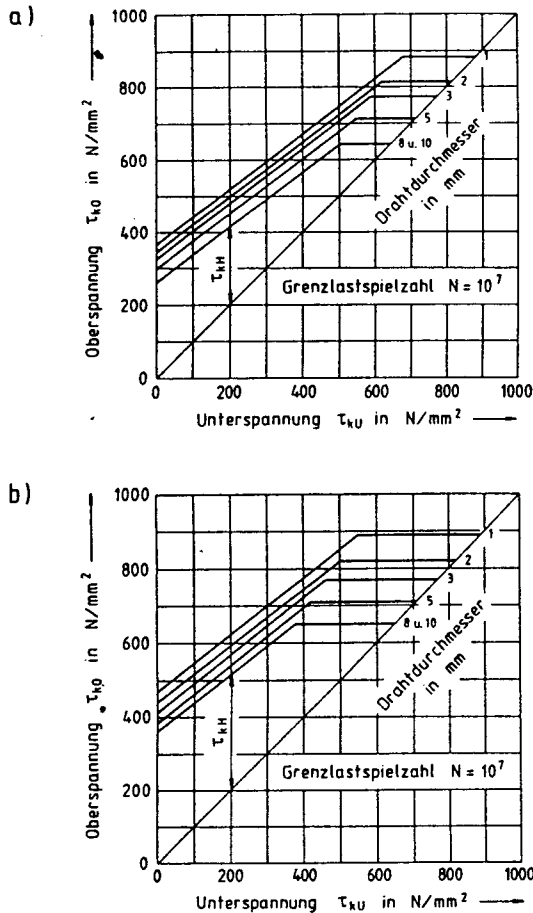 a)
Oberspannung τkO in N/mm²
1000
800
600
400
200
0
1
2
3
5
8 u. 10
Drahtdurchmesser
in mm
τkH
Grenzlastspielzahl N = 10⁷
0 200 400 600 800 1000
Unterspannung τkU in N/mm²
b)
Oberspannung τkO in N/mm²
1000
800
600
400
200
0
1
2
3
5
8 u. 10
Drahtdurchmesser
in mm
τkH
Grenzlastspielzahl N = 10⁷
0 200 400 600 800 1000
Unterspannung τkU in N/mm²